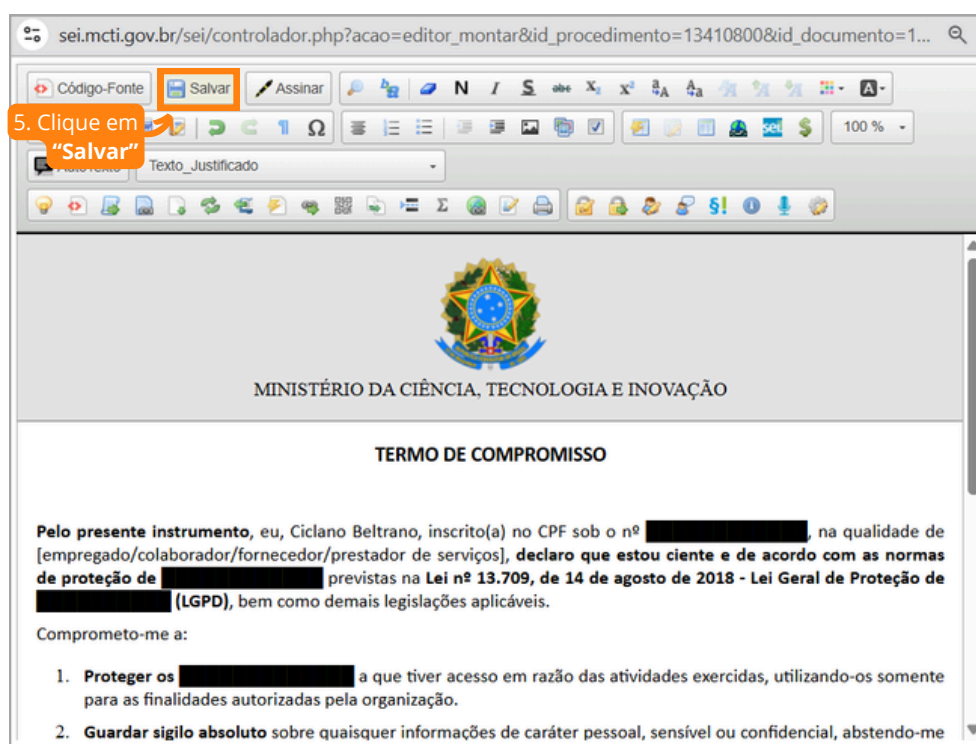 sei.mcti.gov.br/sei/controlador.php?acao=editor_montar&id_procedimento=13410800&id_documento=1...
Código-Fonte Salvar Assinar N I S abc X₂ X² A
5. Clique em
“Salvar”
¶ Ω sei $ 100 %
Texto_Justificado
Σ §!
MINISTÉRIO DA CIÊNCIA, TECNOLOGIA E INOVAÇÃO
TERMO DE COMPROMISSO
Pelo presente instrumento, eu, Ciclano Beltrano, inscrito(a) no CPF sob o nº , na qualidade de
[empregado/colaborador/fornecedor/prestador de serviços], declaro que estou ciente e de acordo com as normas
de proteção de previstas na Lei nº 13.709, de 14 de agosto de 2018 - Lei Geral de Proteção de
(LGPD), bem como demais legislações aplicáveis.
Comprometo-me a:
1. Proteger os a que tiver acesso em razão das atividades exercidas, utilizando-os somente
para as finalidades autorizadas pela organização.
2. Guardar sigilo absoluto sobre quaisquer informações de caráter pessoal, sensível ou confidencial, abstendo-me